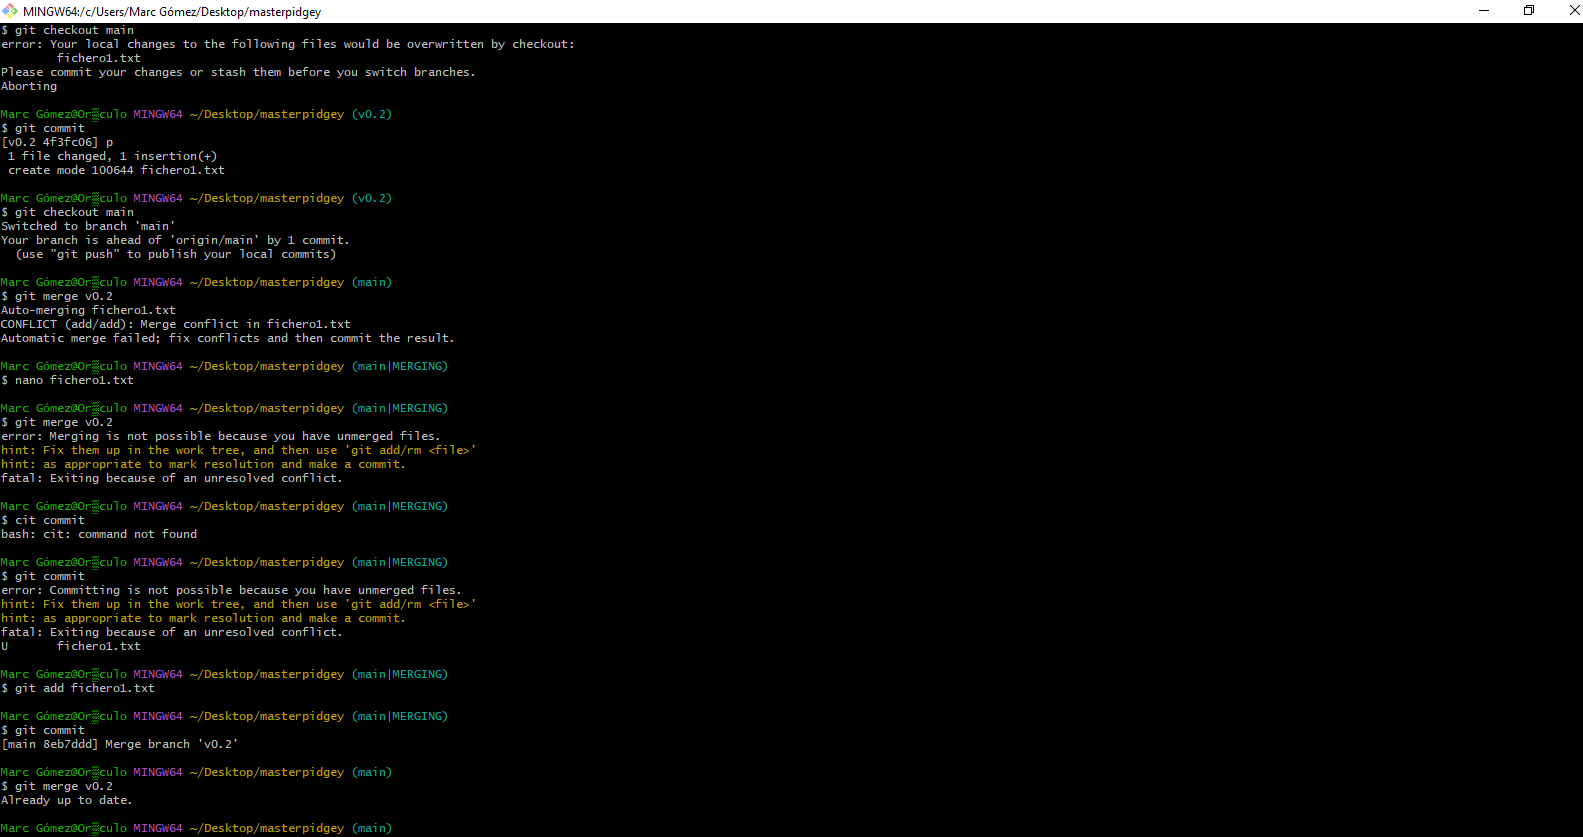 MINGW64:/c/Users/Marc Gómez/Desktop/masterpidgey
$ git checkout main
error: Your local changes to the following files would be overwritten by checkout:
        fichero1.txt
Please commit your changes or stash them before you switch branches.
Aborting

Marc Gómez@Or▒culo MINGW64 ~/Desktop/masterpidgey (v0.2)
$ git commit
[v0.2 4f3fc06] p
 1 file changed, 1 insertion(+)
 create mode 100644 fichero1.txt

Marc Gómez@Or▒culo MINGW64 ~/Desktop/masterpidgey (v0.2)
$ git checkout main
Switched to branch 'main'
Your branch is ahead of 'origin/main' by 1 commit.
  (use "git push" to publish your local commits)

Marc Gómez@Or▒culo MINGW64 ~/Desktop/masterpidgey (main)
$ git merge v0.2
Auto-merging fichero1.txt
CONFLICT (add/add): Merge conflict in fichero1.txt
Automatic merge failed; fix conflicts and then commit the result.

Marc Gómez@Or▒culo MINGW64 ~/Desktop/masterpidgey (main|MERGING)
$ nano fichero1.txt

Marc Gómez@Or▒culo MINGW64 ~/Desktop/masterpidgey (main|MERGING)
$ git merge v0.2
error: Merging is not possible because you have unmerged files.
hint: Fix them up in the work tree, and then use 'git add/rm <file>'
hint: as appropriate to mark resolution and make a commit.
fatal: Exiting because of an unresolved conflict.

Marc Gómez@Or▒culo MINGW64 ~/Desktop/masterpidgey (main|MERGING)
$ cit commit
bash: cit: command not found

Marc Gómez@Or▒culo MINGW64 ~/Desktop/masterpidgey (main|MERGING)
$ git commit
error: Committing is not possible because you have unmerged files.
hint: Fix them up in the work tree, and then use 'git add/rm <file>'
hint: as appropriate to mark resolution and make a commit.
fatal: Exiting because of an unresolved conflict.
U       fichero1.txt

Marc Gómez@Or▒culo MINGW64 ~/Desktop/masterpidgey (main|MERGING)
$ git add fichero1.txt

Marc Gómez@Or▒culo MINGW64 ~/Desktop/masterpidgey (main|MERGING)
$ git commit
[main 8eb7ddd] Merge branch 'v0.2'

Marc Gómez@Or▒culo MINGW64 ~/Desktop/masterpidgey (main)
$ git merge v0.2
Already up to date.

Marc Gómez@Or▒culo MINGW64 ~/Desktop/masterpidgey (main)